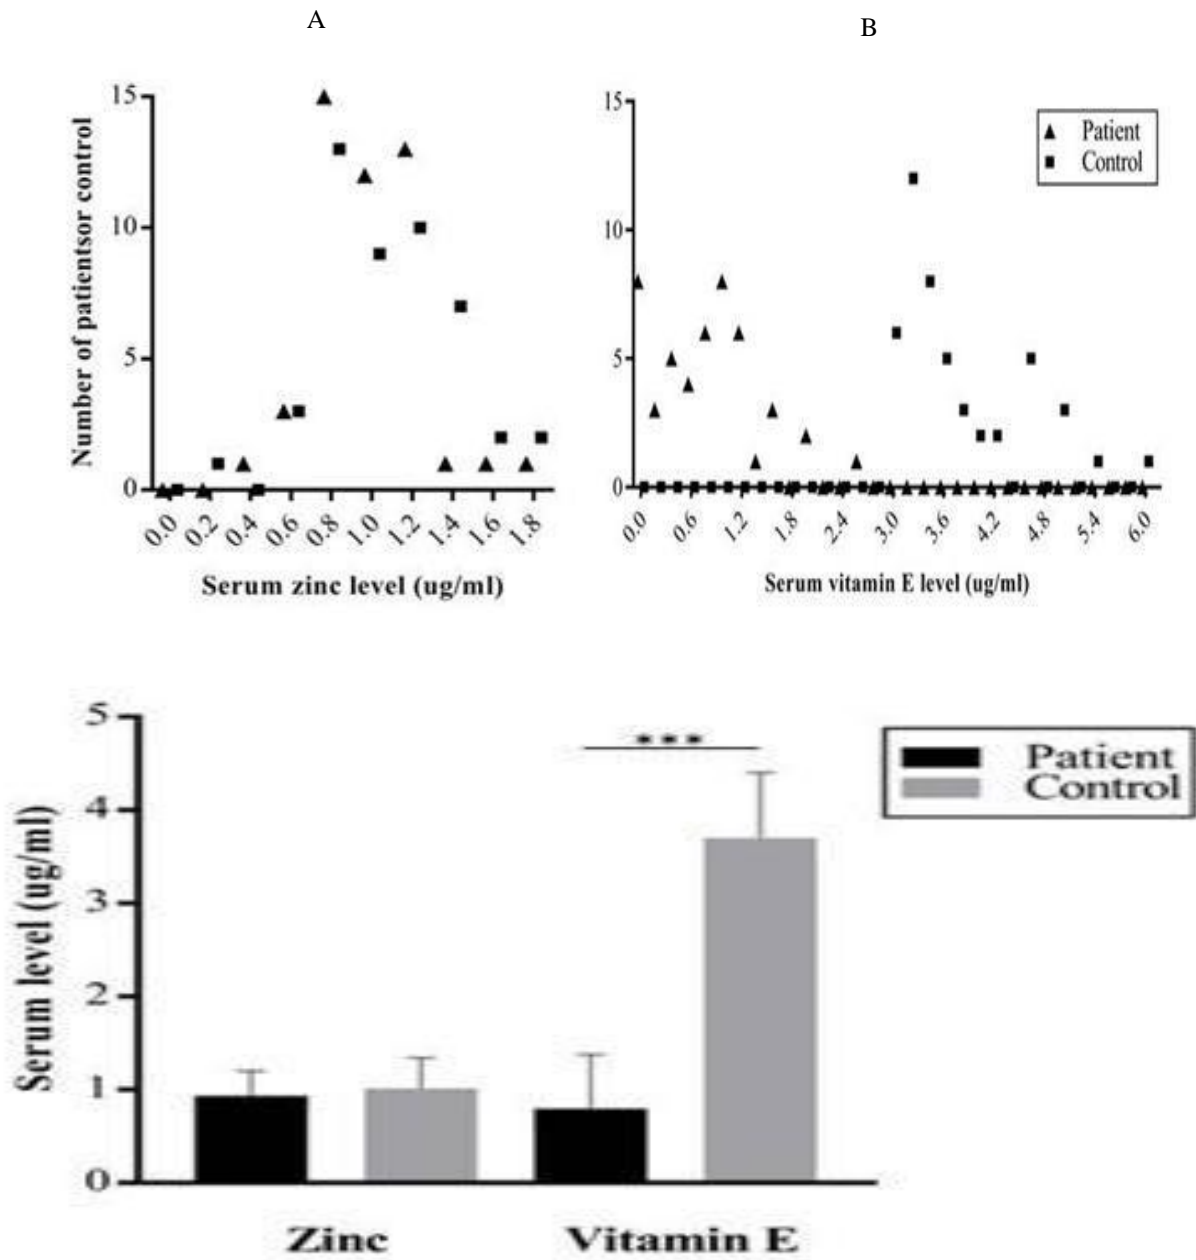 A
B
15
10
5
0
Number of patientsor control
0.0 0.2 0.4 0.6 0.8 1.0 1.2 1.4 1.6 1.8
Serum zinc level (ug/ml)
15
10
5
0
Patient
Control
0.0 0.6 1.2 1.8 2.4 3.0 3.6 4.2 4.8 5.4 6.0
Serum vitamin E level (ug/ml)
5
4
3
2
1
0
Serum level (ug/ml)
***
Patient
Control
Zinc Vitamin E